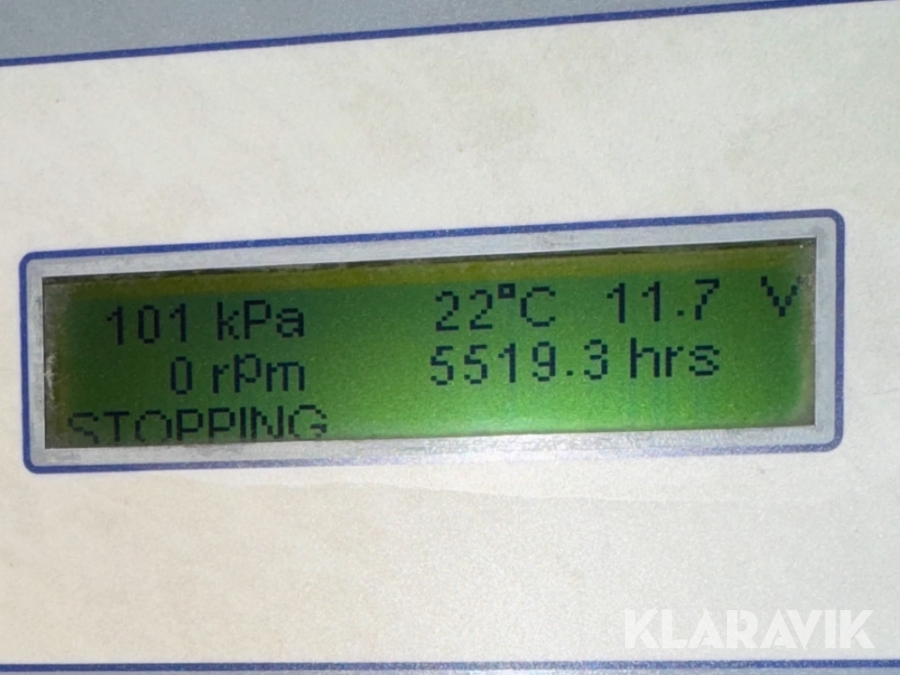 101 kPa 22°C 11.7 V
0 rpm 5519.3 hrs
STOPPING
KLARAVIK